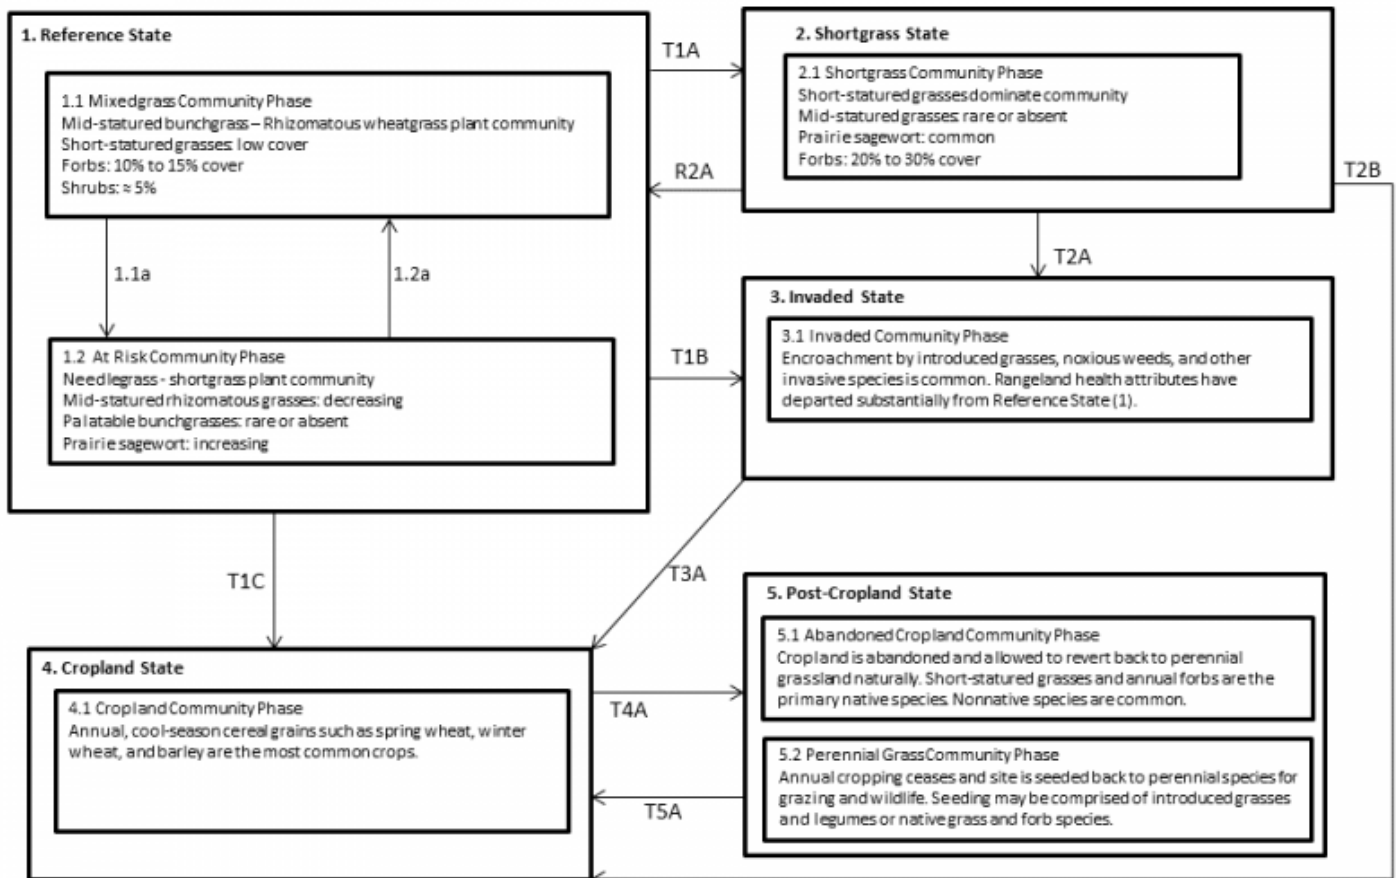 1. Reference State
1.1 Mixedgrass Community Phase
Mid-statured bunchgrass – Rhizomatous wheatgrass plant community
Short-statured grasses: low cover
Forbs: 10% to 15% cover
Shrubs: ≈ 5%
1.1a
1.2a
1.2 At Risk Community Phase
Needlegrass - shortgrass plant community
Mid-statured rhizomatous grasses: decreasing
Palatable bunchgrasses: rare or absent
Prairie sagewort: increasing
T1A
R2A
T1B
T1C
2. Shortgrass State
2.1 Shortgrass Community Phase
Short-statured grasses dominate community
Mid-statured grasses: rare or absent
Prairie sagewort: common
Forbs: 20% to 30% cover
T2B
T2A
3. Invaded State
3.1 Invaded Community Phase
Encroachment by introduced grasses, noxious weeds, and other
invasive species is common. Rangeland health attributes have
departed substantially from Reference State (1).
T3A
4. Cropland State
4.1 Cropland Community Phase
Annual, cool-season cereal grains such as spring wheat, winter
wheat, and barley are the most common crops.
T4A
T5A
5. Post-Cropland State
5.1 Abandoned Cropland Community Phase
Cropland is abandoned and allowed to revert back to perennial
grassland naturally. Short-statured grasses and annual forbs are the
primary native species. Nonnative species are common.
5.2 Perennial Grass Community Phase
Annual cropping ceases and site is seeded back to perennial species for
grazing and wildlife. Seeding may be comprised of introduced grasses
and legumes or native grass and forb species.